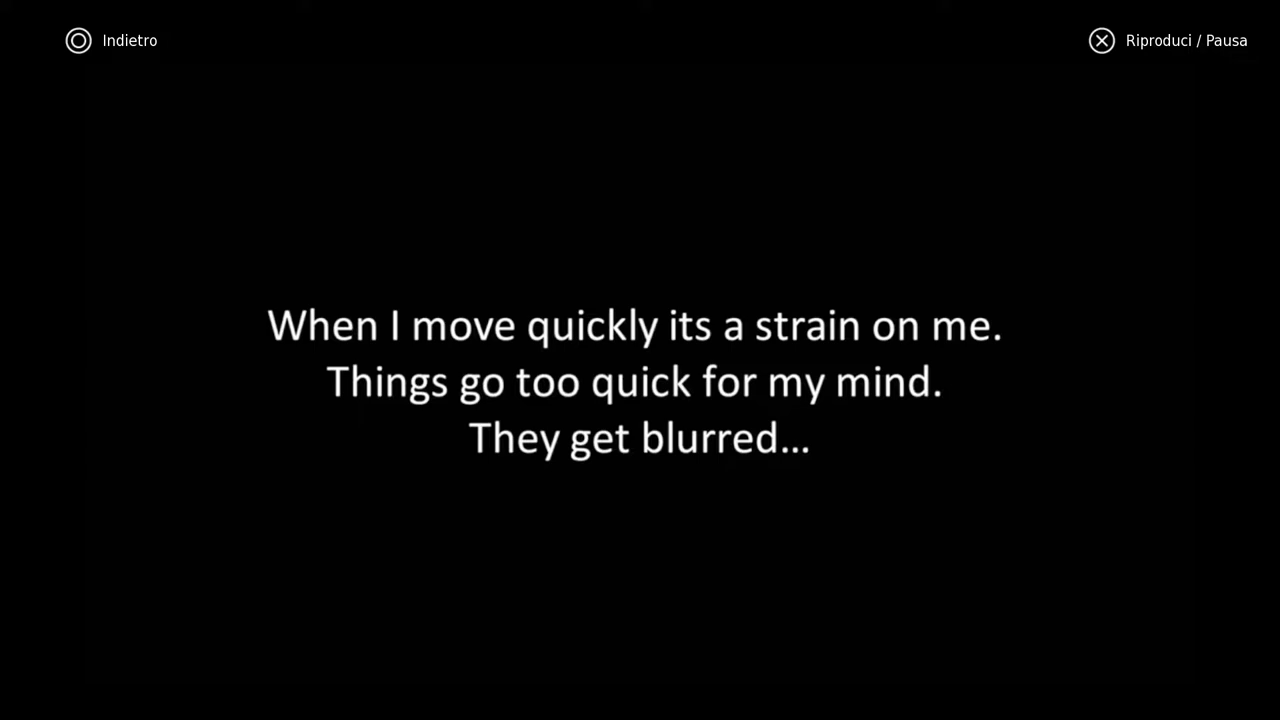 Indietro
Riproduci / Pausa
When I move quickly its a strain on me.
Things go too quick for my mind.
They get blurred...